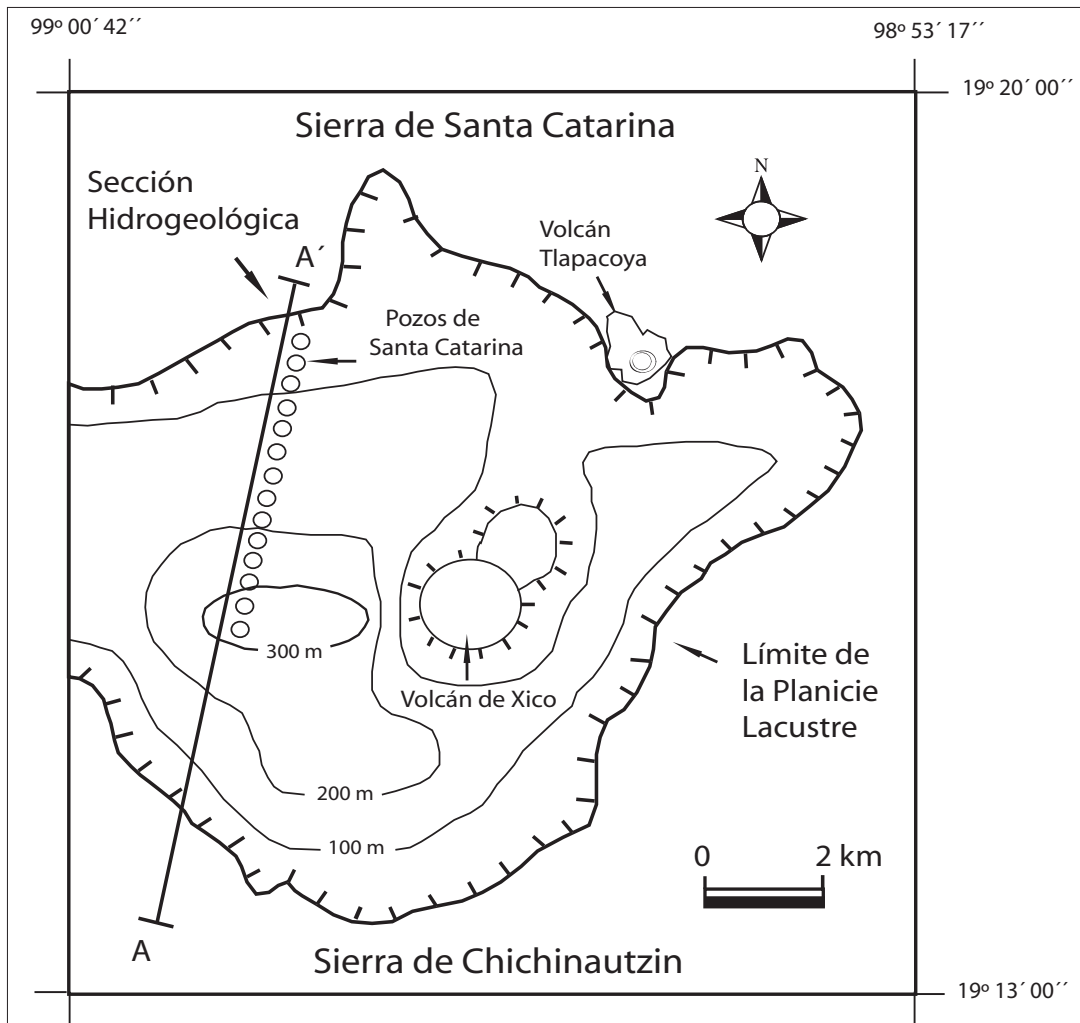 99º 00´ 42´´
98º 53´ 17´´
19º 20´ 00´´
Sierra de Santa Catarina
Sección
Hidrogeológica
N
Volcán
Tlapacoya
A´
Pozos de
Santa Catarina
300 m
Volcán de Xico
Límite de
la Planicie
Lacustre
200 m
100 m
0 2 km
A
Sierra de Chichinautzin
19º 13´ 00´´